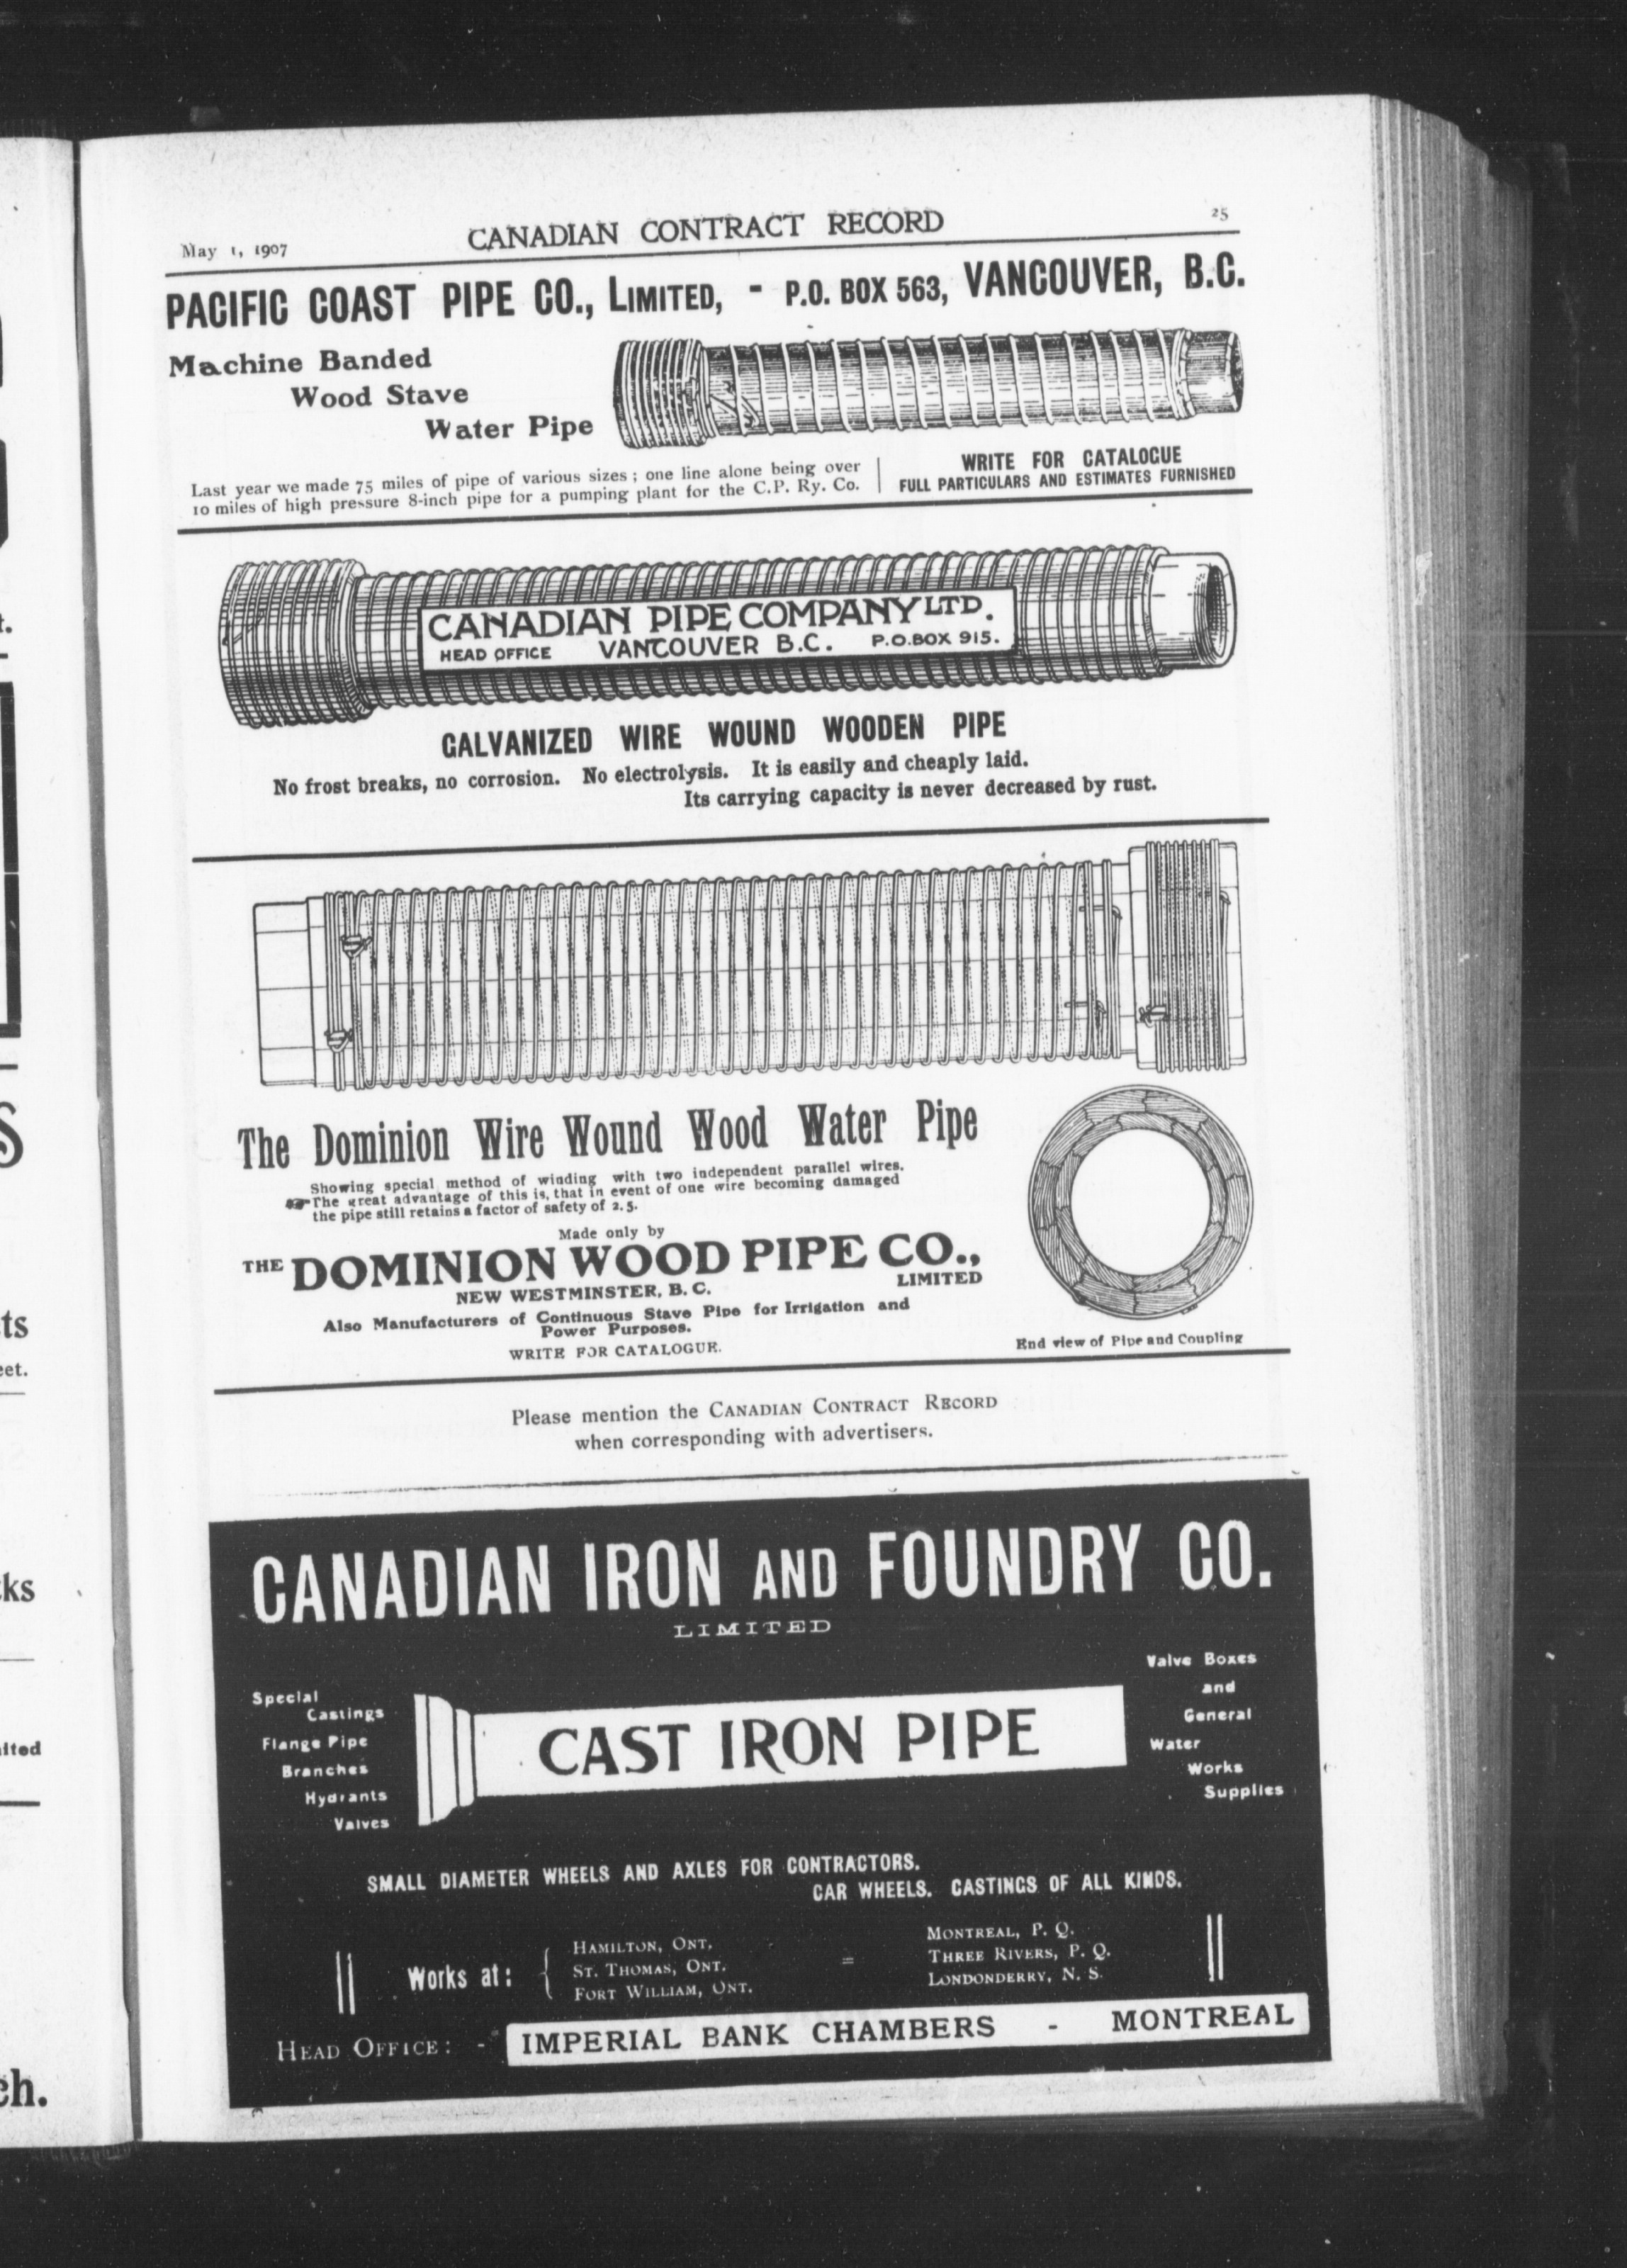 May 1, 1907
CANADIAN CONTRACT RECORD
25
PACIFIC COAST PIPE CO., LIMITED, - P.O. BOX 563, VANCOUVER, B.C.
Machine Banded
Wood Stave
Water Pipe
Last year we made 75 miles of pipe of various sizes ; one line alone being over
10 miles of high pressure 8-inch pipe for a pumping plant for the C.P. Ry. Co.
WRITE FOR CATALOGUE
FULL PARTICULARS AND ESTIMATES FURNISHED
CANADIAN PIPE COMPANY LTD.
HEAD OFFICE VANCOUVER B.C. P.O.BOX 915.
GALVANIZED WIRE WOUND WOODEN PIPE
No frost breaks, no corrosion. No electrolysis. It is easily and cheaply laid.
Its carrying capacity is never decreased by rust.
The Dominion Wire Wound Wood Water Pipe
Showing special method of winding with two independent parallel wires.
☛The great advantage of this is, that in event of one wire becoming damaged
the pipe still retains a factor of safety of 2.5.
Made only by
THE DOMINION WOOD PIPE CO.,
LIMITED
NEW WESTMINSTER, B. C.
Also Manufacturers of Continuous Stave Pipe for Irrigation and
Power Purposes.
WRITE FOR CATALOGUE.
End view of Pipe and Coupling
Please mention the CANADIAN CONTRACT RECORD
when corresponding with advertisers.
CANADIAN IRON AND FOUNDRY CO.
LIMITED
Special
Castings
Flange Pipe
Branches
Hydrants
Valves
CAST IRON PIPE
Valve Boxes
and
General
Water
Works
Supplies
SMALL DIAMETER WHEELS AND AXLES FOR CONTRACTORS.
CAR WHEELS. CASTINGS OF ALL KINDS.
Works at:
HAMILTON, ONT.
ST. THOMAS, ONT.
FORT WILLIAM, ONT.
=
MONTREAL, P. Q.
THREE RIVERS, P. Q.
LONDONDERRY, N. S.
HEAD OFFICE: - IMPERIAL BANK CHAMBERS - MONTREAL